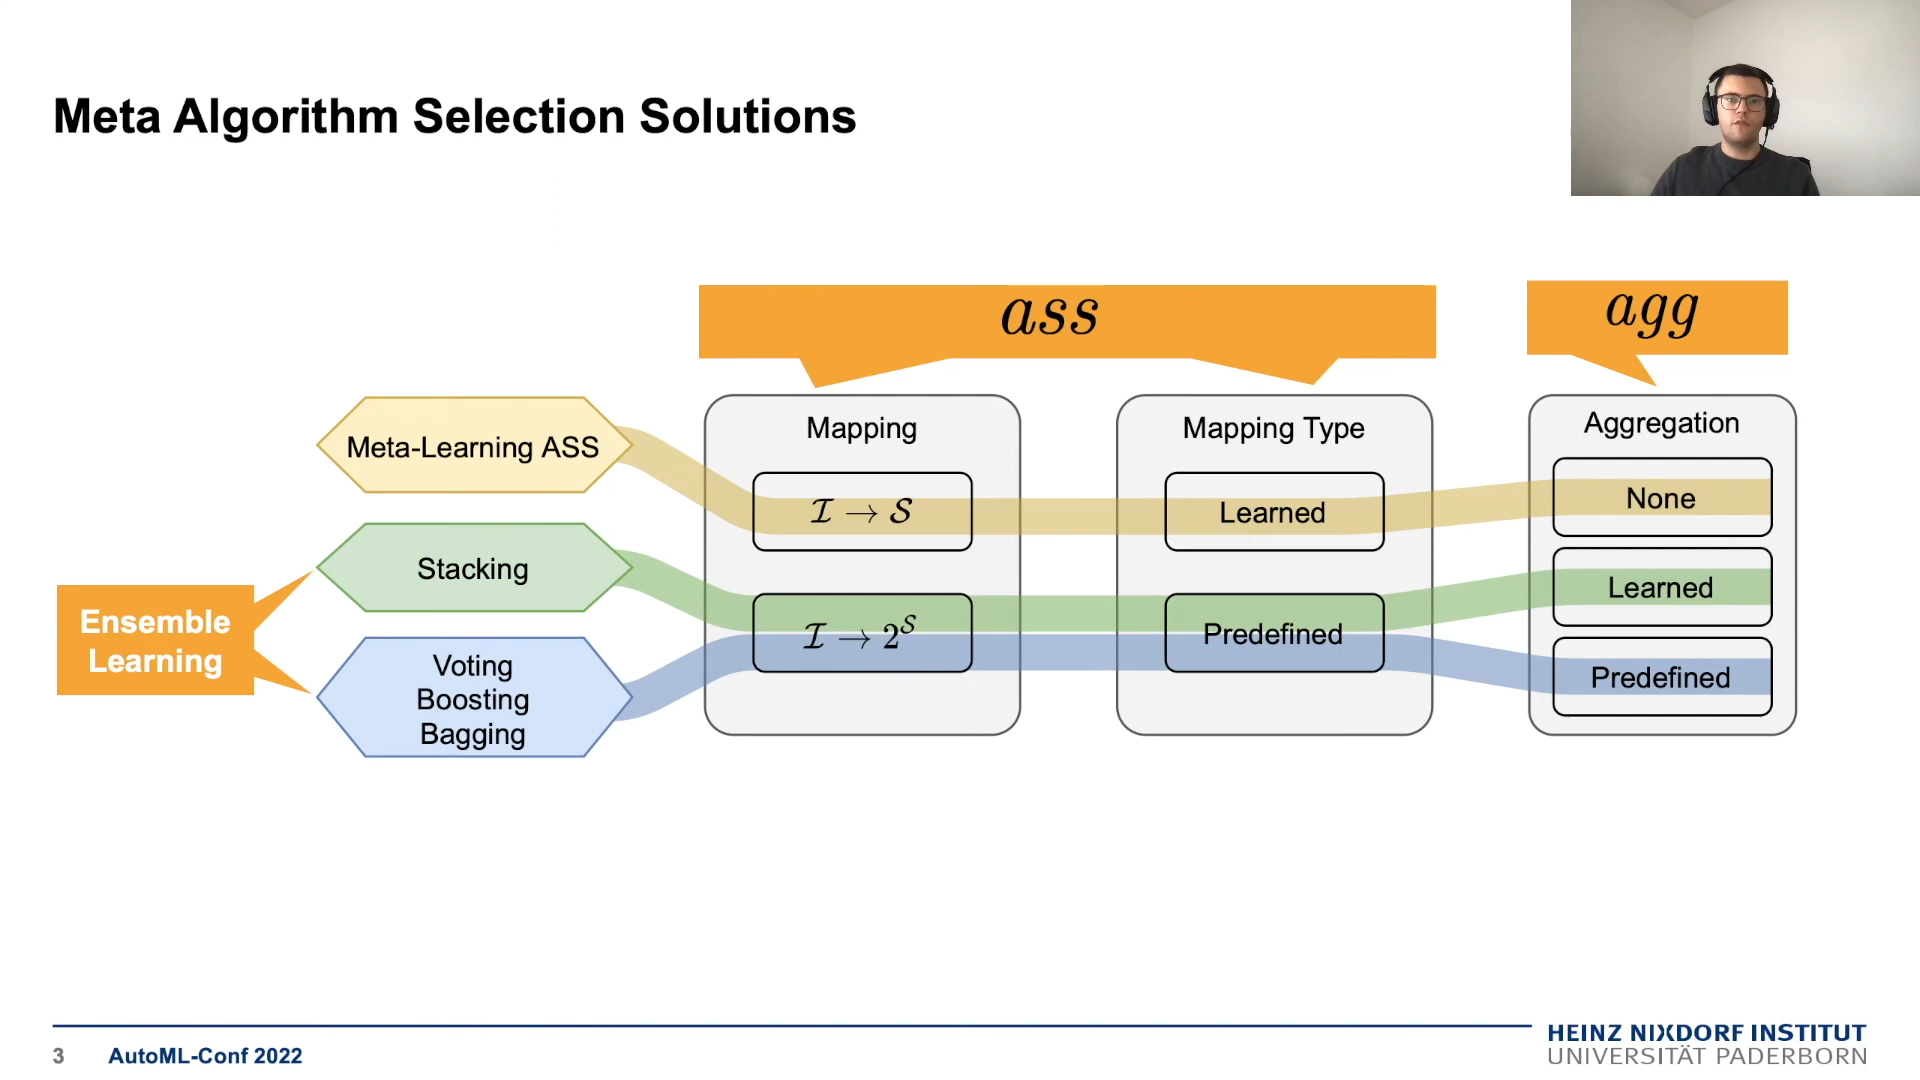 Meta Algorithm Selection Solutions
ass
agg
Mapping
Mapping Type
Aggregation
Meta-Learning ASS
I → S
Learned
None
Stacking
Learned
Ensemble
Learning
I → 2^S
Predefined
Voting
Boosting
Bagging
Predefined
3
AutoML-Conf 2022
HEINZ NIXDORF INSTITUT
UNIVERSITÄT PADERBORN